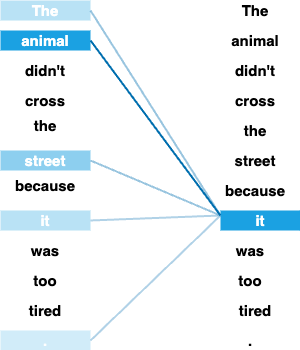 The
animal
didn't
cross
the
street
because
it
was
too
tired
.
The
animal
didn't
cross
the
street
because
it
was
too
tired
.